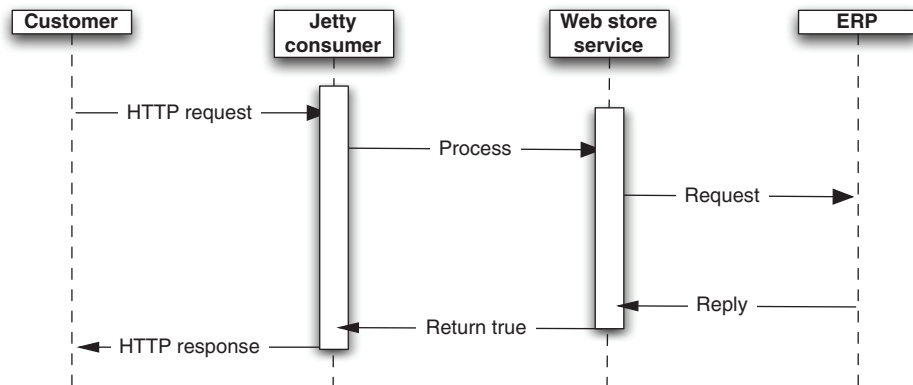 Customer
Jetty
consumer
Web store
service
ERP
HTTP request
Process
Request
Reply
Return true
HTTP response